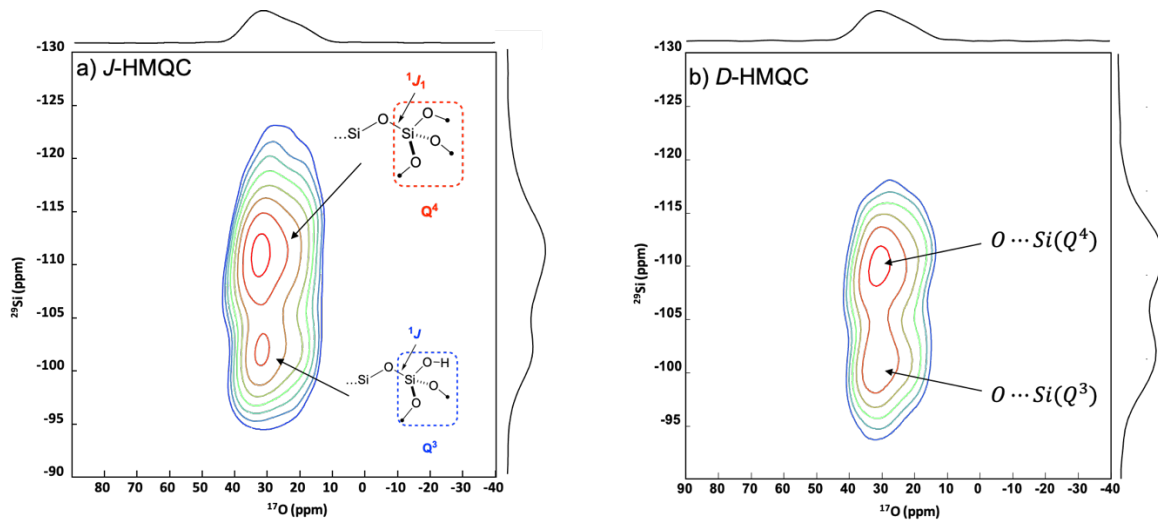 a) J-HMQC
-130
-125
-120
-115
-110
-105
-100
-95
-90
²⁹Si (ppm)
80 70 60 50 40 30 20 10 0 -10 -20 -30 -40
¹⁷O (ppm)
¹J₁
...Si
O
Si
O
O
O
Q⁴
¹J
...Si
O
Si
O-H
O
O
Q³
b) D-HMQC
-130
-125
-120
-115
-110
-105
-100
-95
²⁹Si (ppm)
90 80 70 60 50 40 30 20 10 0 -10 -20 -30 -40
¹⁷O (ppm)
O ⋯ Si(Q⁴)
O ⋯ Si(Q³)